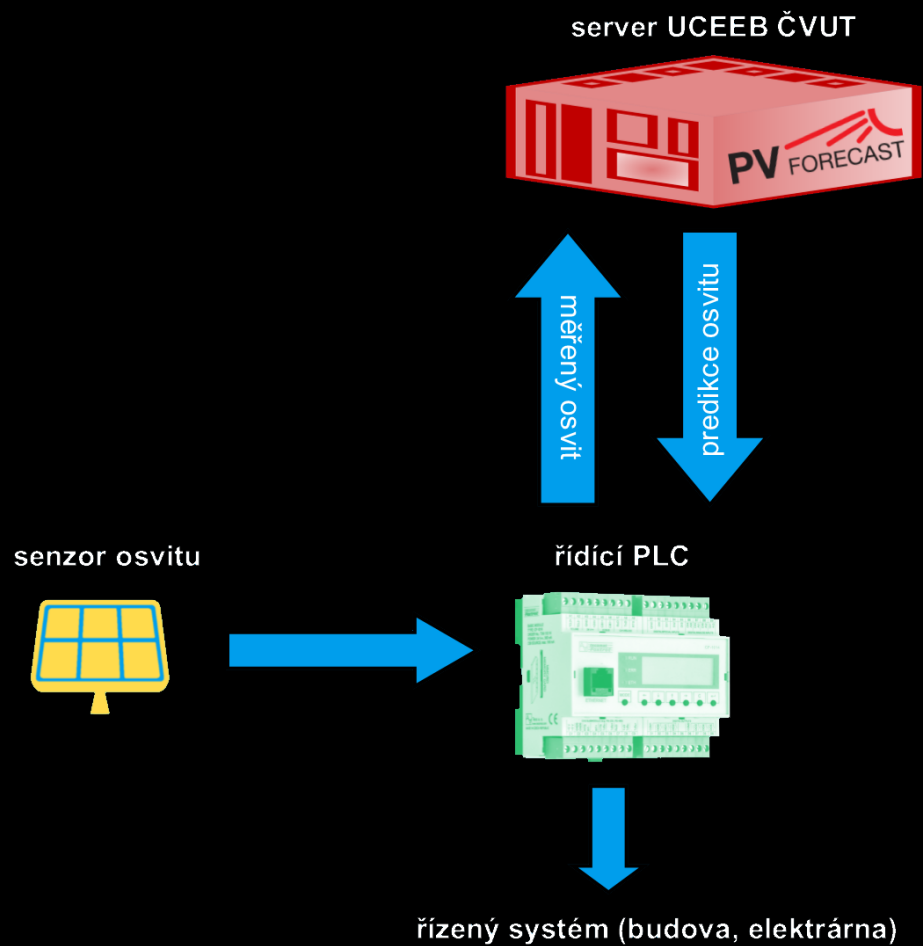 server UCEEB ČVUT
PV FORECAST
měřený osvit
predikce osvitu
senzor osvitu
řídící PLC
řízený systém (budova, elektrárna)